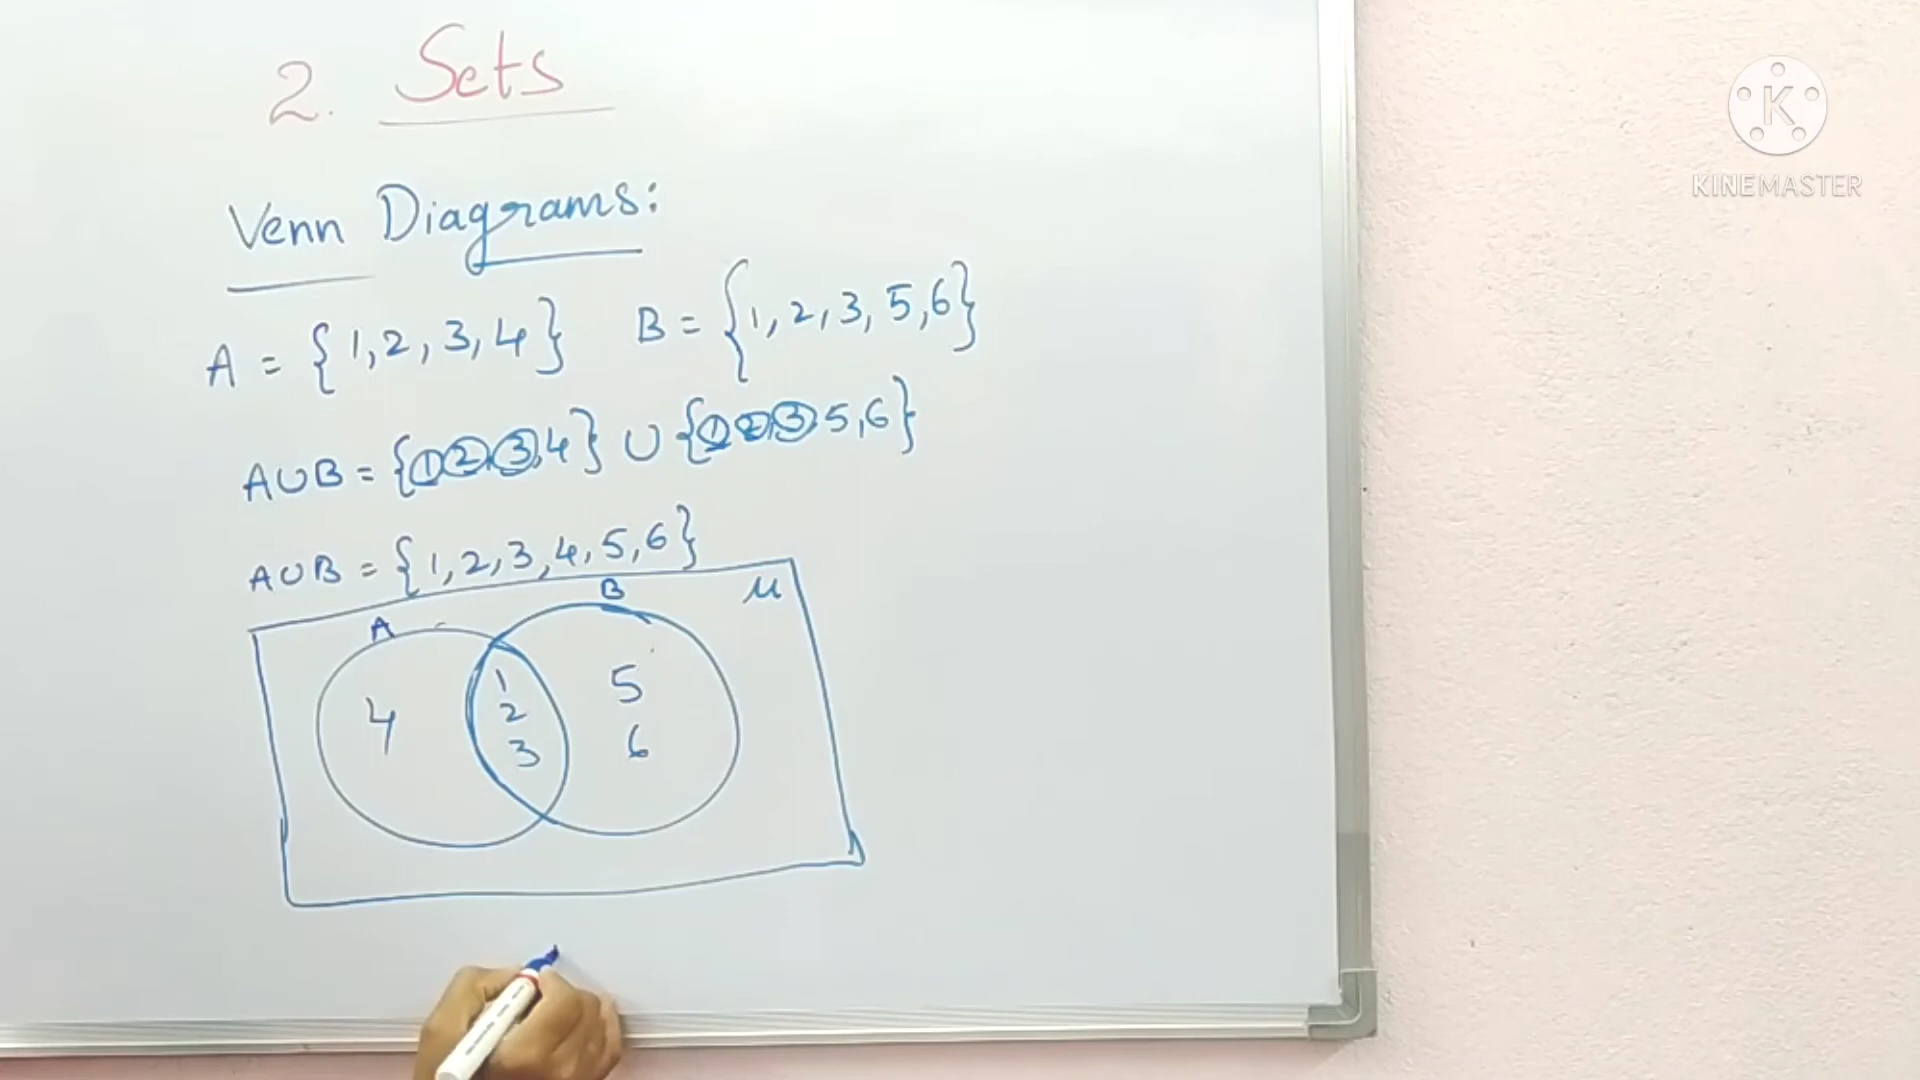 2. Sets
Venn Diagrams:
A = {1,2,3,4} B = {1,2,3,5,6}
A∪B = {1,2,3,4} ∪ {1,2,3,5,6}
A∪B = {1,2,3,4,5,6}
A B μ
4 1 5
2
3 6
K
KINEMASTER